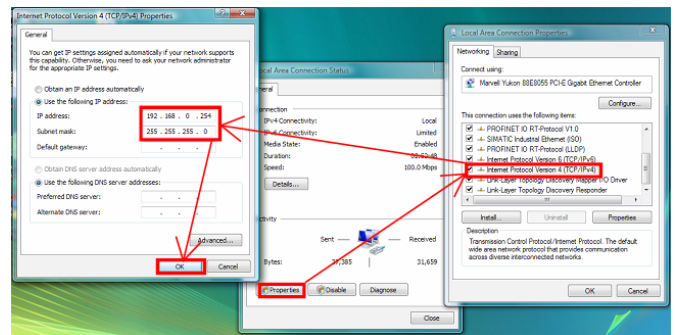 Internet Protocol Version 4 (TCP/IPv4) Properties
General
You can get IP settings assigned automatically if your network supports
this capability. Otherwise, you need to ask your network administrator
for the appropriate IP settings.
Obtain an IP address automatically
Use the following IP address:
IP address: 192 . 168 . 0 . 254
Subnet mask: 255 . 255 . 255 . 0
Default gateway: . . .
Obtain DNS server address automatically
Use the following DNS server addresses:
Preferred DNS server: . . .
Alternate DNS server: . . .
Advanced...
OK Cancel
Local Area Connection Status
IPv4 Connectivity: Local
IPv6 Connectivity: Limited
Media State: Enabled
Duration:
Speed: 100.0 Mbps
Details...
Sent Received
Bytes: 37,385 31,659
Properties Disable Diagnose
Close
Local Area Connection Properties
Networking Sharing
Connect using:
Marvell Yukon 88E8055 PCI-E Gigabit Ethernet Controller
Configure...
This connection uses the following items:
PROFINET IO RT-Protocol V1.0
SIMATIC Industrial Ethernet (ISO)
PROFINET IO RT-Protocol (LLDP)
Internet Protocol Version 6 (TCP/IPv6)
Internet Protocol Version 4 (TCP/IPv4)
Link-Layer Topology Discovery Mapper I/O Driver
Link-Layer Topology Discovery Responder
Install... Uninstall Properties
Description
Transmission Control Protocol/Internet Protocol. The default
wide area network protocol that provides communication
across diverse interconnected networks.
OK Cancel